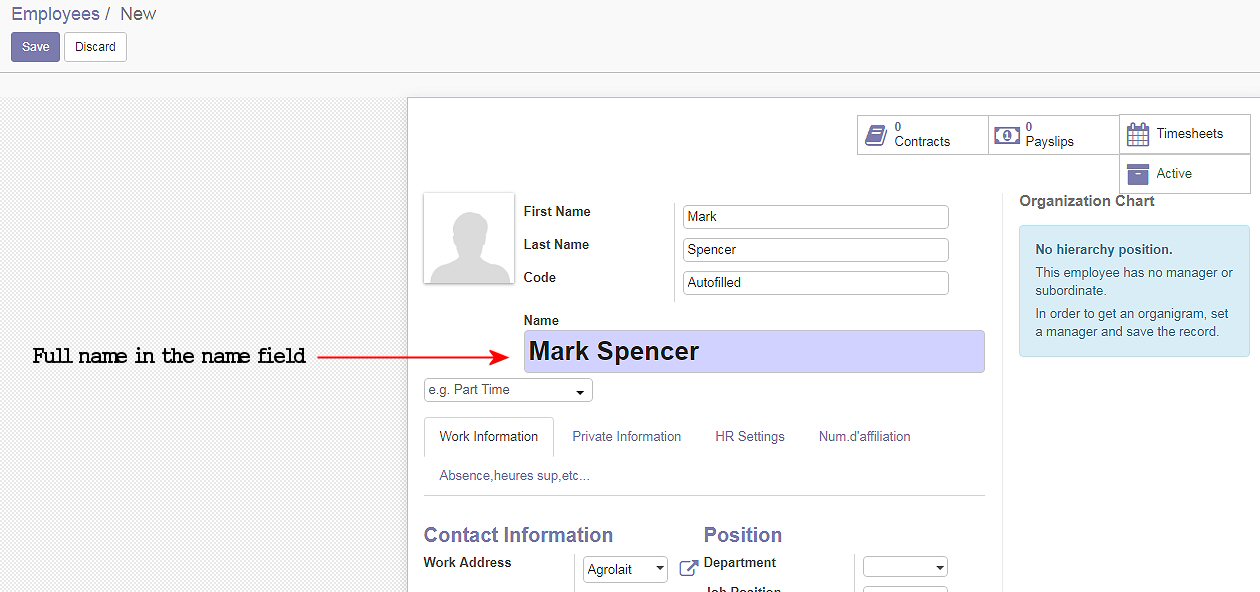 Employees / New
Save Discard
0
Contracts
0
Payslips
Timesheets
Active
First Name
Mark
Last Name
Spencer
Code
Autofilled
Organization Chart
No hierarchy position.
This employee has no manager or
subordinate.
In order to get an organigram, set
a manager and save the record.
Name
Full name in the name field
Mark Spencer
e.g. Part Time
Work Information Private Information HR Settings Num.d'affiliation
Absence,heures sup,etc...
Contact Information
Work Address
Agrolait
Position
Department
Job Position